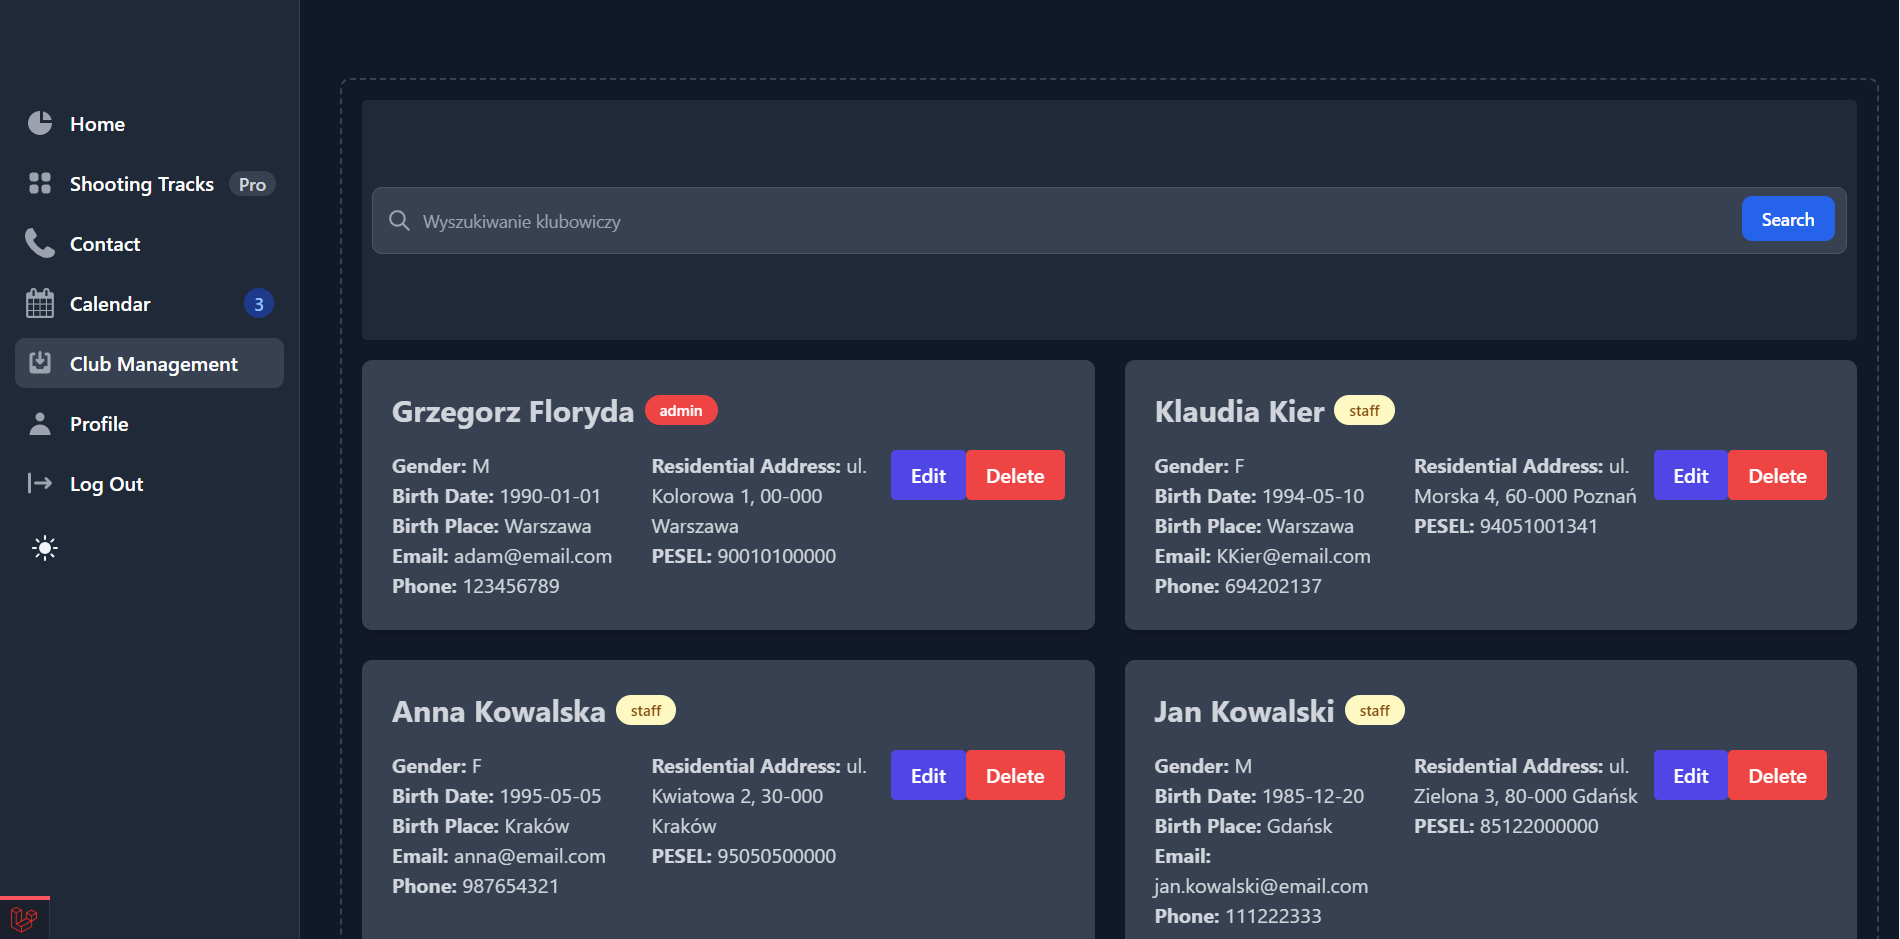 Home
Shooting Tracks Pro
Contact
Calendar 3
Club Management
Profile
Log Out
Wyszukiwanie klubowiczy
Search
Grzegorz Floryda admin
Gender: M
Birth Date: 1990-01-01
Birth Place: Warszawa
Email: adam@email.com
Phone: 123456789
Residential Address: ul.
Kolorowa 1, 00-000
Warszawa
PESEL: 90010100000
Edit Delete
Klaudia Kier staff
Gender: F
Birth Date: 1994-05-10
Birth Place: Warszawa
Email: KKier@email.com
Phone: 694202137
Residential Address: ul.
Morska 4, 60-000 Poznań
PESEL: 94051001341
Edit Delete
Anna Kowalska staff
Gender: F
Birth Date: 1995-05-05
Birth Place: Kraków
Email: anna@email.com
Phone: 987654321
Residential Address: ul.
Kwiatowa 2, 30-000
Kraków
PESEL: 95050500000
Edit Delete
Jan Kowalski staff
Gender: M
Birth Date: 1985-12-20
Birth Place: Gdańsk
Email:
jan.kowalski@email.com
Phone: 111222333
Residential Address: ul.
Zielona 3, 80-000 Gdańsk
PESEL: 85122000000
Edit Delete